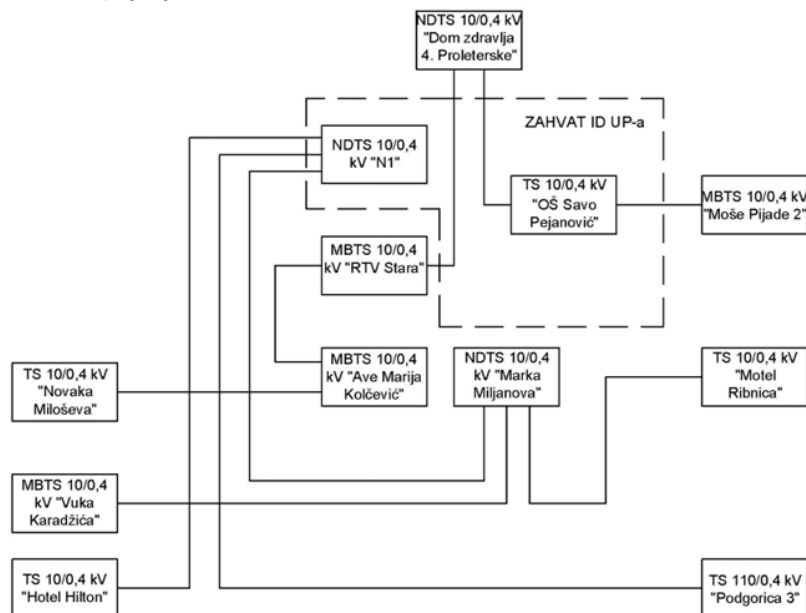 NDTS 10/0,4 kV
"Dom zdravlja
4. Proleterske"
ZAHVAT ID UP-a
NDTS 10/0,4
kV "N1"
TS 10/0,4 kV
"OŠ Savo
Pejanović"
MBTS 10/0,4 kV
"Moše Pijade 2"
MBTS 10/0,4
kV "RTV Stara"
TS 10/0,4 kV
"Novaka
Miloševa"
MBTS 10/0,4
kV "Ave Marija
Kolčević"
NDTS 10/0,4
kV "Marka
Miljanova"
TS 10/0,4 kV
"Motel
Ribnica"
MBTS 10/0,4
kV "Vuka
Karadžića"
TS 10/0,4 kV
"Hotel Hilton"
TS 110/0,4 kV
"Podgorica 3"